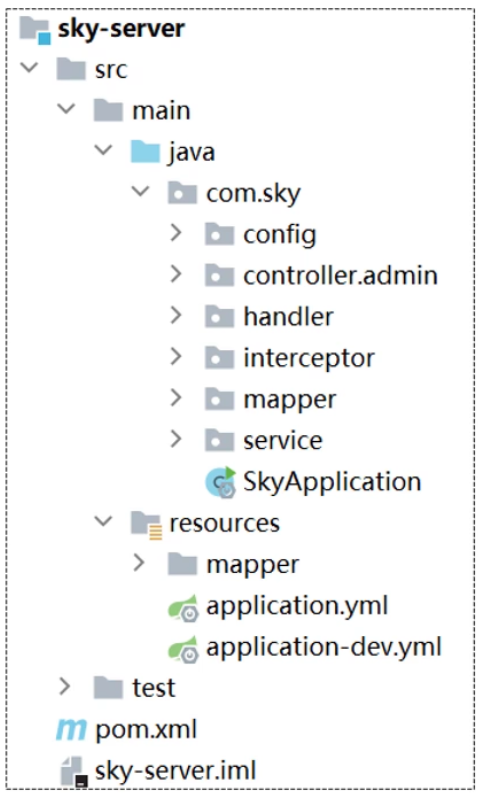 sky-server
src
main
java
com.sky
config
controller.admin
handler
interceptor
mapper
service
SkyApplication
resources
mapper
application.yml
application-dev.yml
test
pom.xml
sky-server.iml